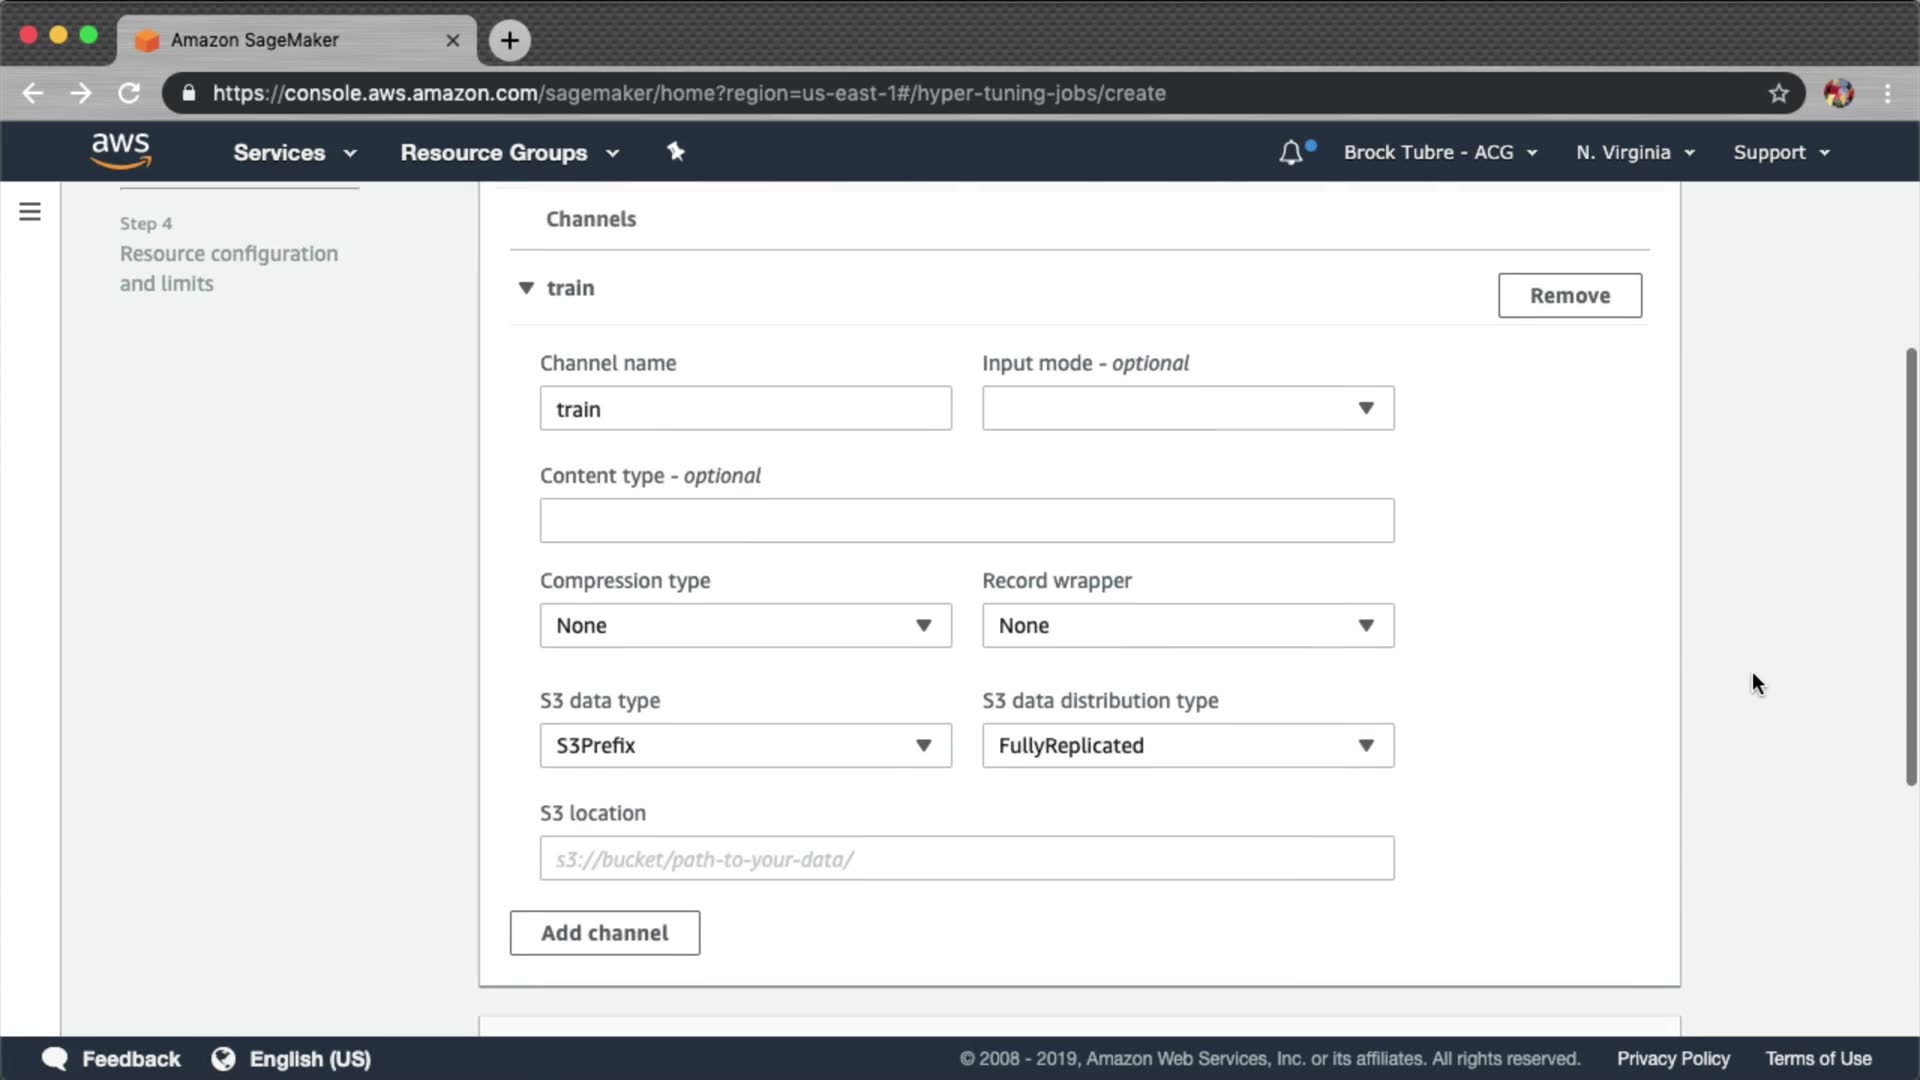 Amazon SageMaker
https://console.aws.amazon.com/sagemaker/home?region=us-east-1#/hyper-tuning-jobs/create
aws
Services
Resource Groups
Brock Tubre - ACG
N. Virginia
Support
Step 4
Resource configuration
and limits
Channels
train
Remove
Channel name
Input mode - optional
train
Content type - optional
Compression type
Record wrapper
None
None
S3 data type
S3 data distribution type
S3Prefix
FullyReplicated
S3 location
s3://bucket/path-to-your-data/
Add channel
Feedback
English (US)
© 2008 - 2019, Amazon Web Services, Inc. or its affiliates. All rights reserved.
Privacy Policy
Terms of Use